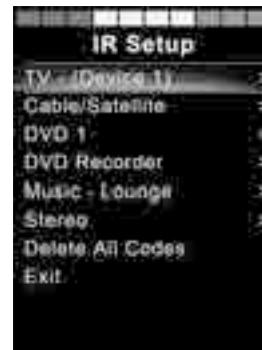 IR Setup
TV - (Device 1)
Cable/Satellite
DVD 1
DVD Recorder
Music - Lounge
Stereo
Delete All Codes
Exit